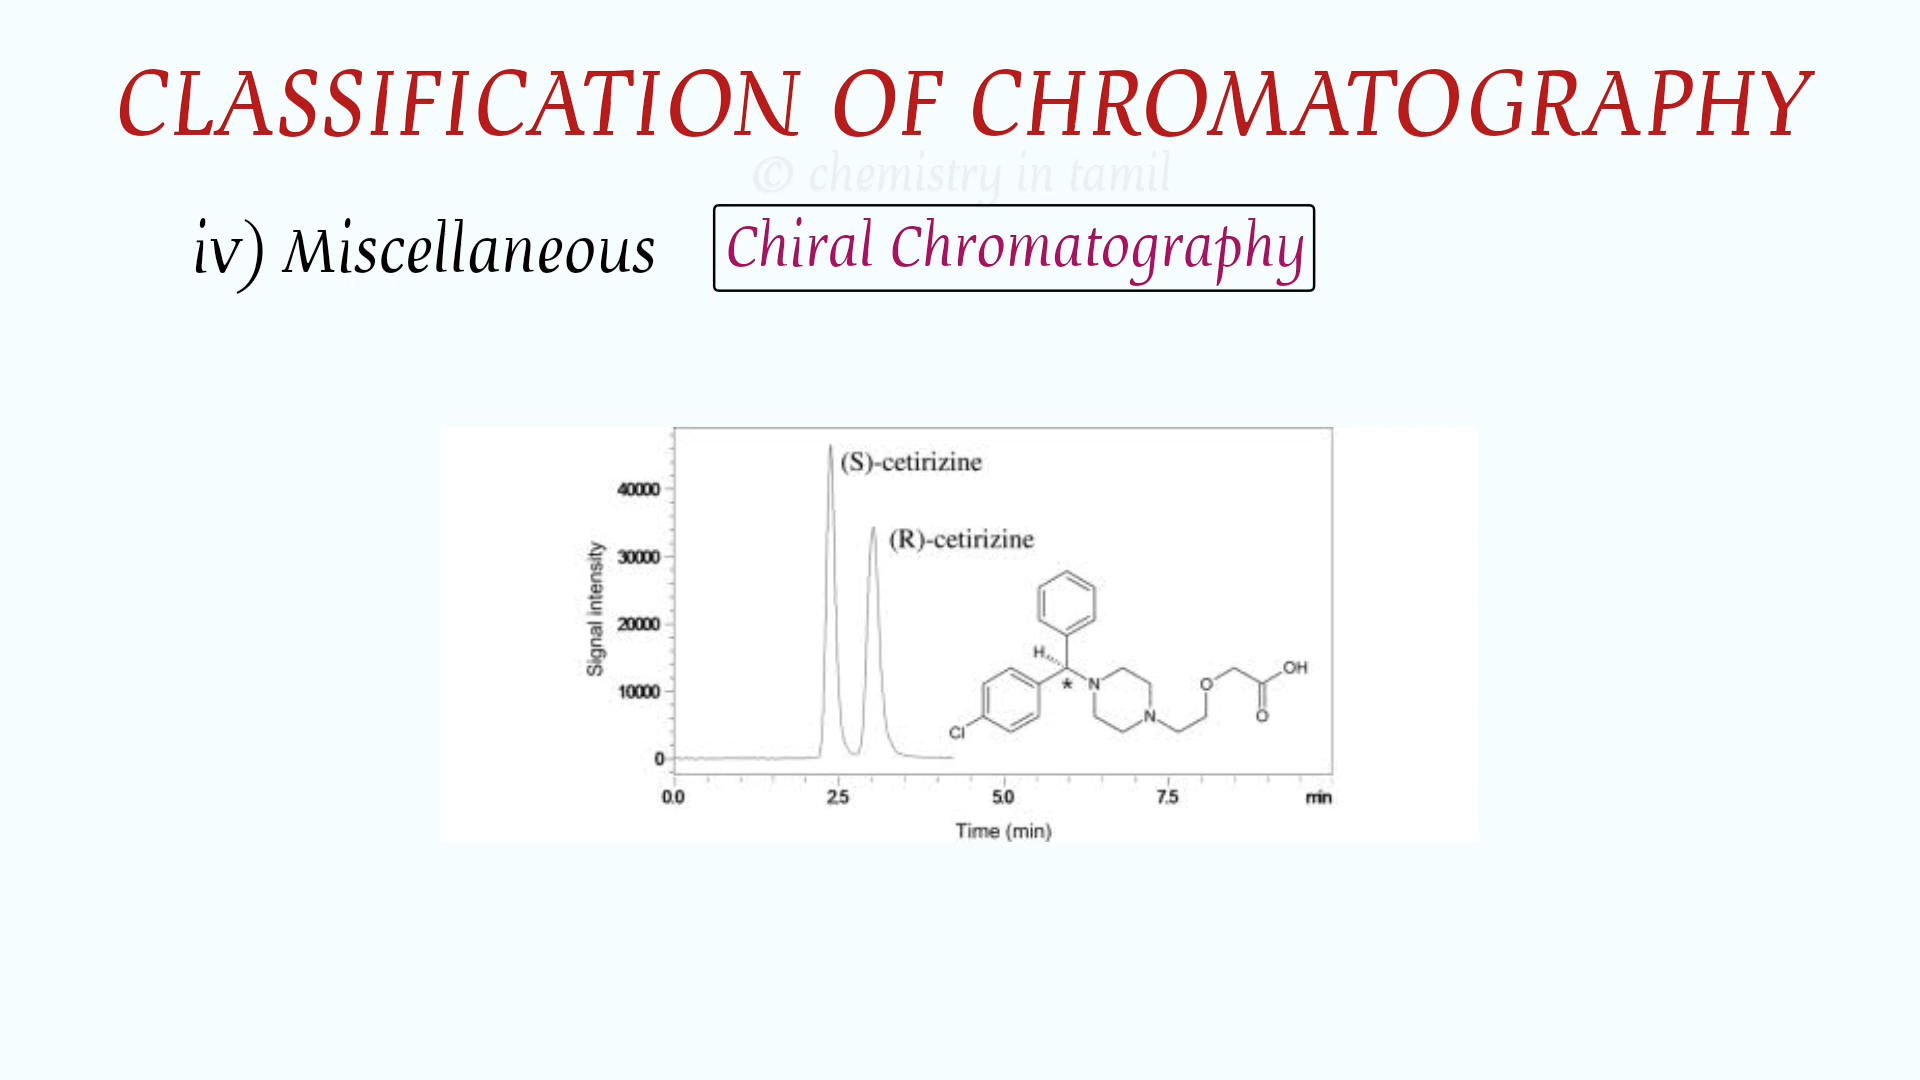 CLASSIFICATION OF CHROMATOGRAPHY
© chemistry in tamil
iv) Miscellaneous
Chiral Chromatography
(S)-cetirizine
(R)-cetirizine
Signal intensity
40000
30000
20000
10000
0
H
* N
N
O
OH
O
Cl
0.0 2.5 5.0 7.5 min
Time (min)